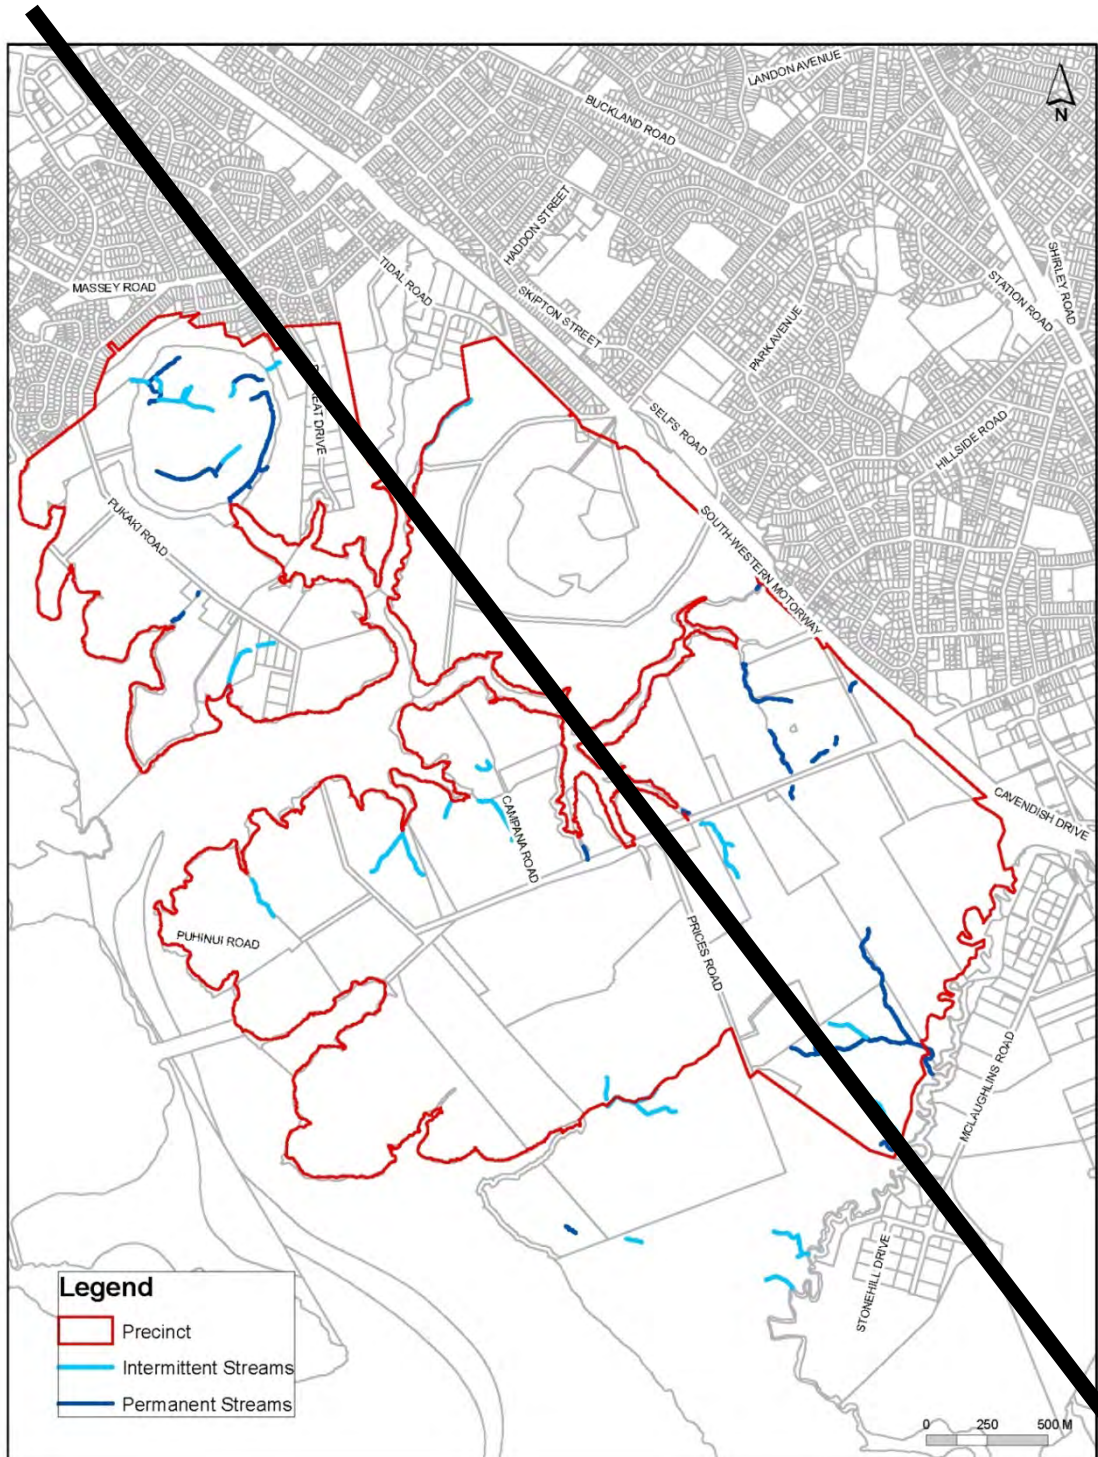 LANDON AVENUE
BUCKLAND ROAD
N
HADDON STREET
SHIRLEY ROAD
TIDAL ROAD
STATION ROAD
MASSEY ROAD
SKIPTON STREET
PARK AVENUE
EAT DRIVE
SELFS ROAD
HILLSIDE ROAD
PUKAKI ROAD
SOUTH-WESTERN MOTORWAY
CAVENDISH DRIVE
CAMPANA ROAD
PUHINUI ROAD
PRICES ROAD
MCLAUGHLINS ROAD
STONEHILL DRIVE
Legend
Precinct
Intermittent Streams
Permanent Streams
0 250 500 M